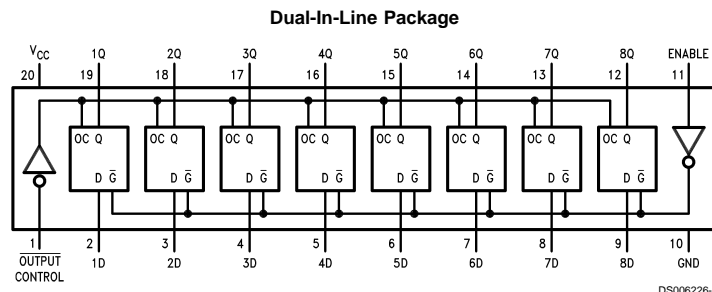 Dual-In-Line Package
VCC 1Q 2Q 3Q 4Q 5Q 6Q 7Q 8Q ENABLE
20 19 18 17 16 15 14 13 12 11
OC Q OC Q OC Q OC Q OC Q OC Q OC Q OC Q
D G̅ D G̅ D G̅ D G̅ D G̅ D G̅ D G̅ D G̅
1 2 3 4 5 6 7 8 9 10
OUTPUT 1D 2D 3D 4D 5D 6D 7D 8D GND
CONTROL